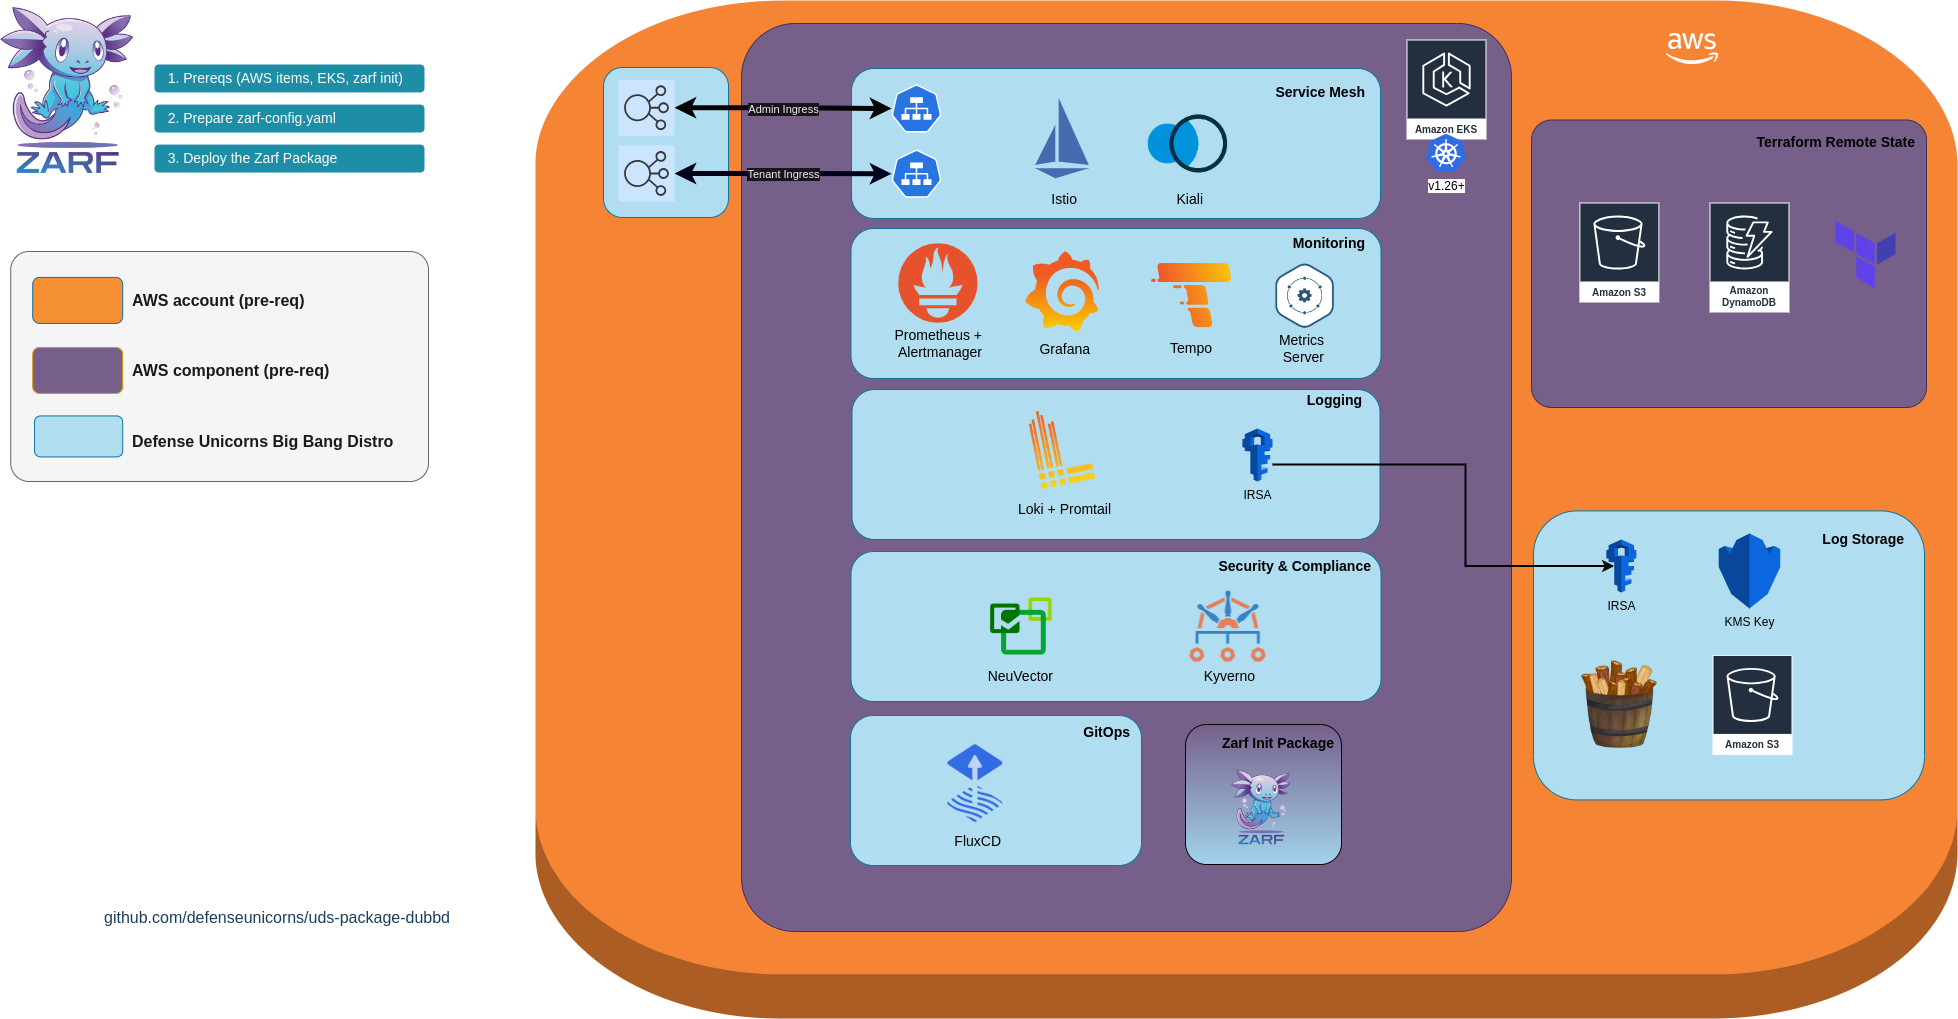 ZARF
1. Prereqs (AWS items, EKS, zarf init)
2. Prepare zarf-config.yaml
3. Deploy the Zarf Package
AWS account (pre-req)
AWS component (pre-req)
Defense Unicorns Big Bang Distro
github.com/defenseunicorns/uds-package-dubbd
aws
Admin Ingress
Tenant Ingress
Service Mesh
Istio
Kiali
Amazon EKS
v1.26+
Monitoring
Prometheus +
Alertmanager
Grafana
Tempo
Metrics
Server
Logging
Loki + Promtail
IRSA
Security & Compliance
NeuVector
Kyverno
GitOps
FluxCD
Zarf Init Package
ZARF
Terraform Remote State
Amazon S3
Amazon
DynamoDB
Log Storage
IRSA
KMS Key
Amazon S3